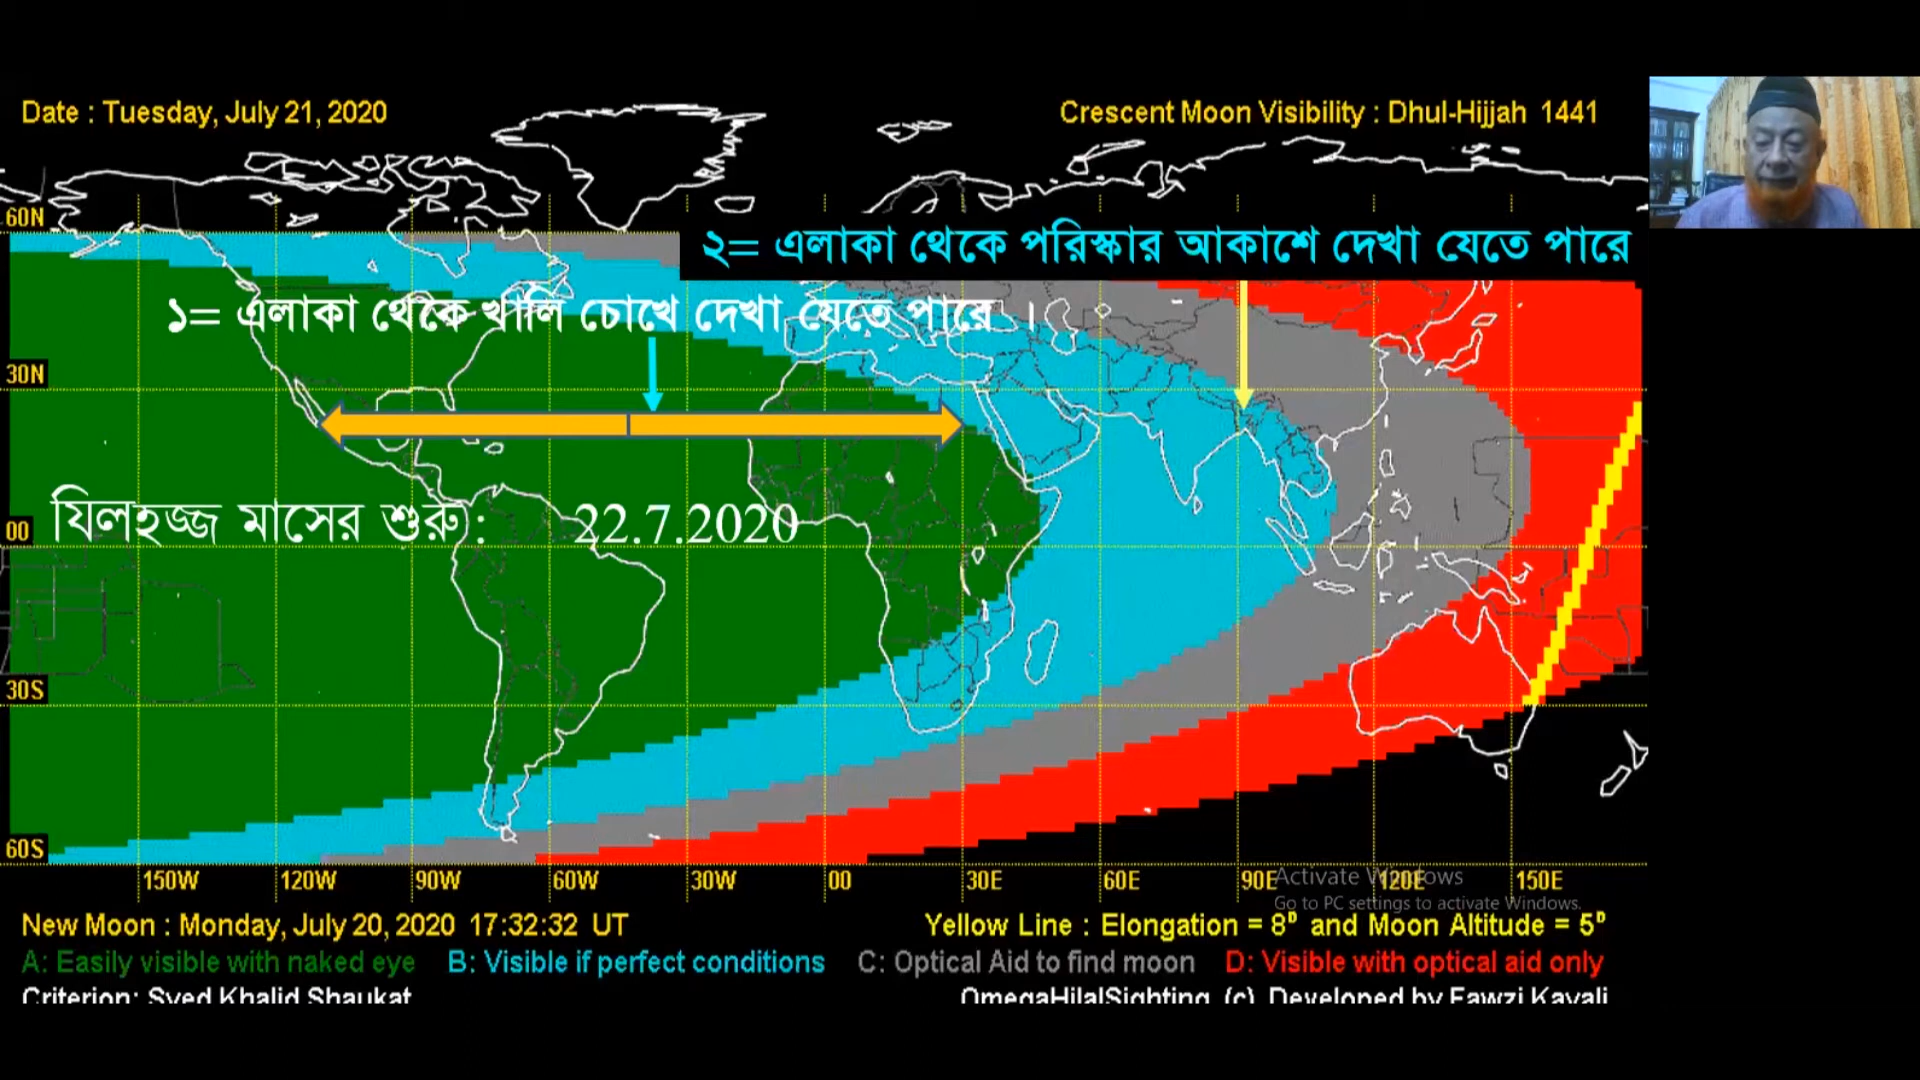 Date : Tuesday, July 21, 2020
Crescent Moon Visibility : Dhul-Hijjah 1441
60N
২= এলাকা থেকে পরিস্কার আকাশে দেখা যেতে পারে
১= এলাকা থেকে খালি চোখে দেখা যেতে পারে ।
30N
যিলহজ্জ মাসের শুরু: 22.7.2020
00
30S
60S
150W 120W 90W 60W 30W 00 30E 60E 90E 120E 150E
Activate Windows
Go to PC settings to activate Windows.
New Moon : Monday, July 20, 2020 17:32:32 UT
Yellow Line : Elongation = 8° and Moon Altitude = 5°
A: Easily visible with naked eye B: Visible if perfect conditions C: Optical Aid to find moon D: Visible with optical aid only
Criterion: Syed Khalid Shaukat
OmegaHilalSighting (c) Developed by Fawzi Kavali